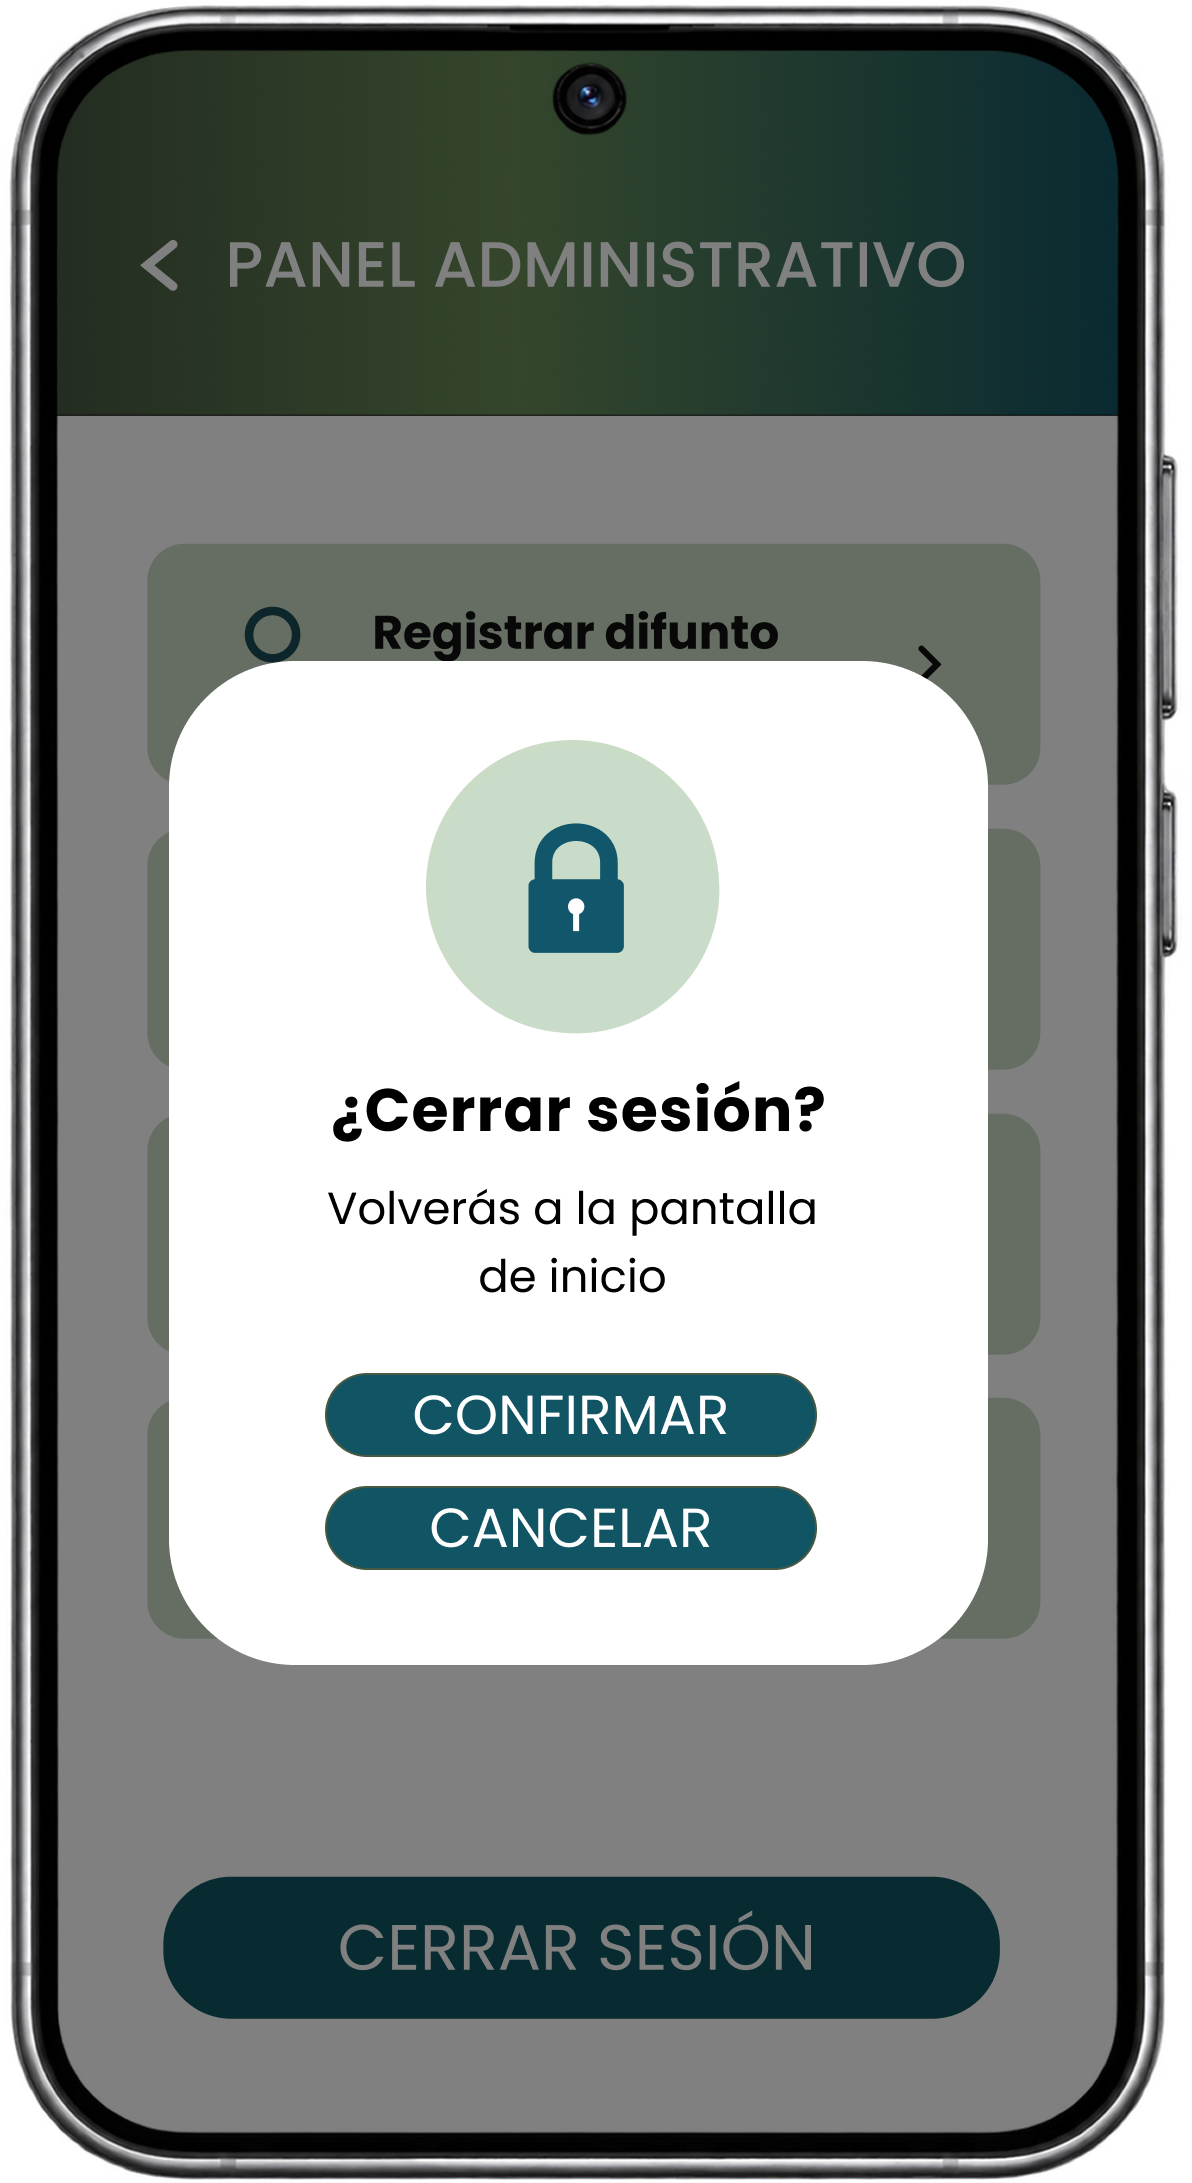 PANEL ADMINISTRATIVO
Registrar difunto
¿Cerrar sesión?
Volverás a la pantalla
de inicio
CONFIRMAR
CANCELAR
CERRAR SESIÓN